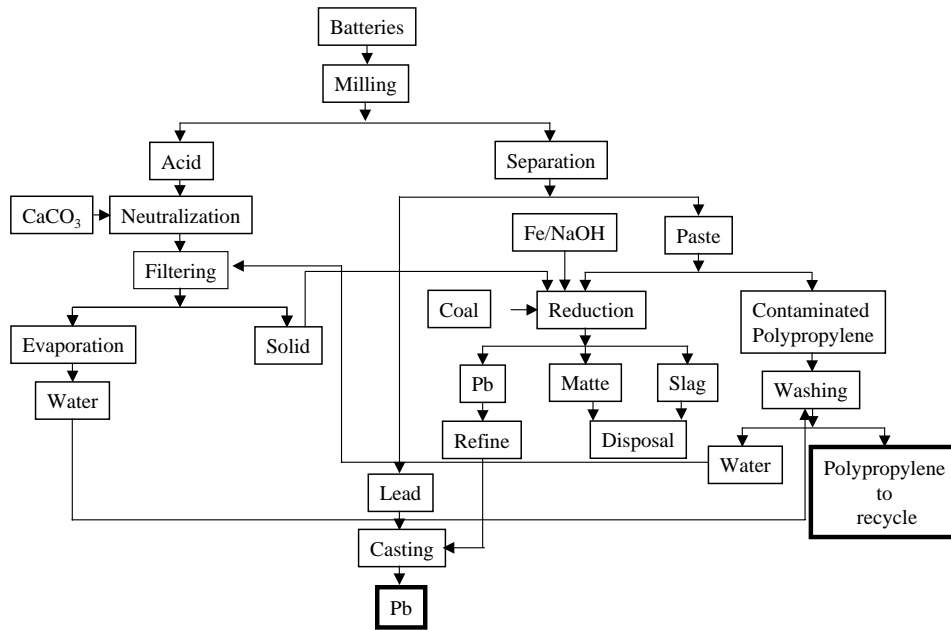 Batteries
Milling
Acid
Separation
CaCO₃
Neutralization
Fe/NaOH
Paste
Filtering
Coal
Reduction
Contaminated
Polypropylene
Evaporation
Solid
Pb
Matte
Slag
Washing
Water
Refine
Disposal
Water
Polypropylene
to
recycle
Lead
Casting
Pb